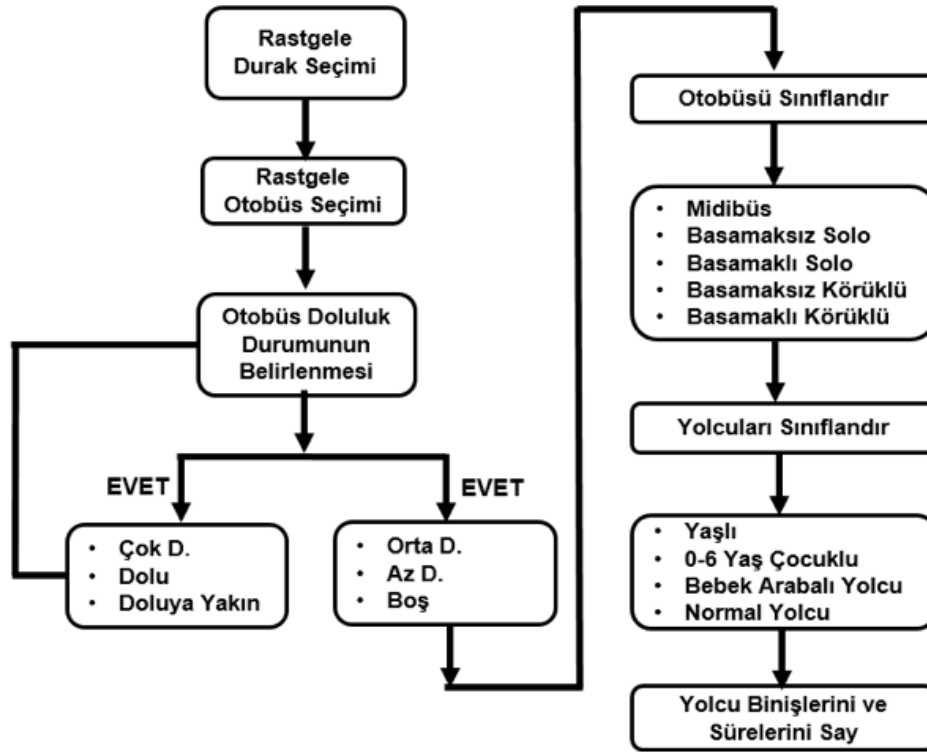 Rastgele
Durak Seçimi
Rastgele
Otobüs Seçimi
Otobüs Doluluk
Durumunun
Belirlenmesi
EVET
EVET
• Çok D.
• Dolu
• Doluya Yakın
• Orta D.
• Az D.
• Boş
Otobüsü Sınıflandır
• Midibüs
• Basamaksız Solo
• Basamaklı Solo
• Basamaksız Körüklü
• Basamaklı Körüklü
Yolcuları Sınıflandır
• Yaşlı
• 0-6 Yaş Çocuklu
• Bebek Arabalı Yolcu
• Normal Yolcu
Yolcu Binişlerini ve
Sürelerini Say